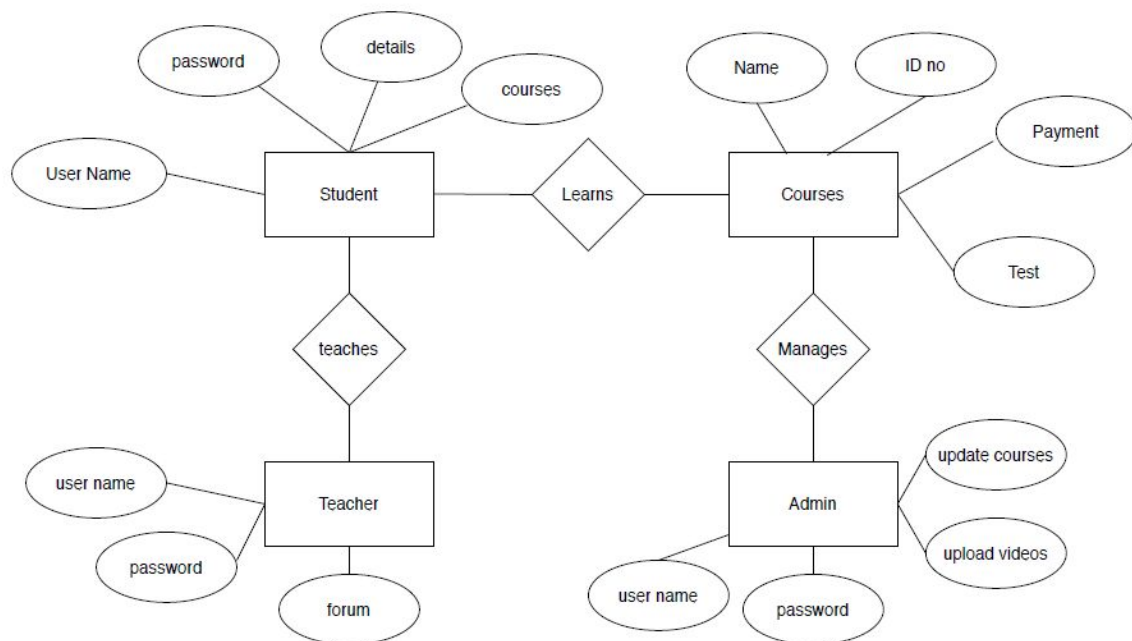 details
password
courses
Name
ID no
Payment
User Name
Student
Learns
Courses
Test
teaches
Manages
update courses
user name
Teacher
Admin
password
upload videos
forum
user name
password